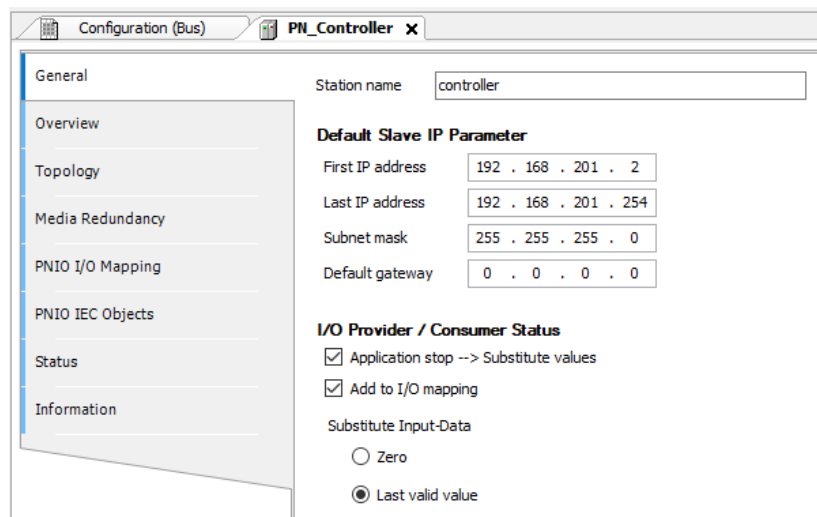 Configuration (Bus) PN_Controller x
General
Overview
Topology
Media Redundancy
PNIO I/O Mapping
PNIO IEC Objects
Status
Information
Station name controller
Default Slave IP Parameter
First IP address 192 . 168 . 201 . 2
Last IP address 192 . 168 . 201 . 254
Subnet mask 255 . 255 . 255 . 0
Default gateway 0 . 0 . 0 . 0
I/O Provider / Consumer Status
Application stop --> Substitute values
Add to I/O mapping
Substitute Input-Data
Zero
Last valid value